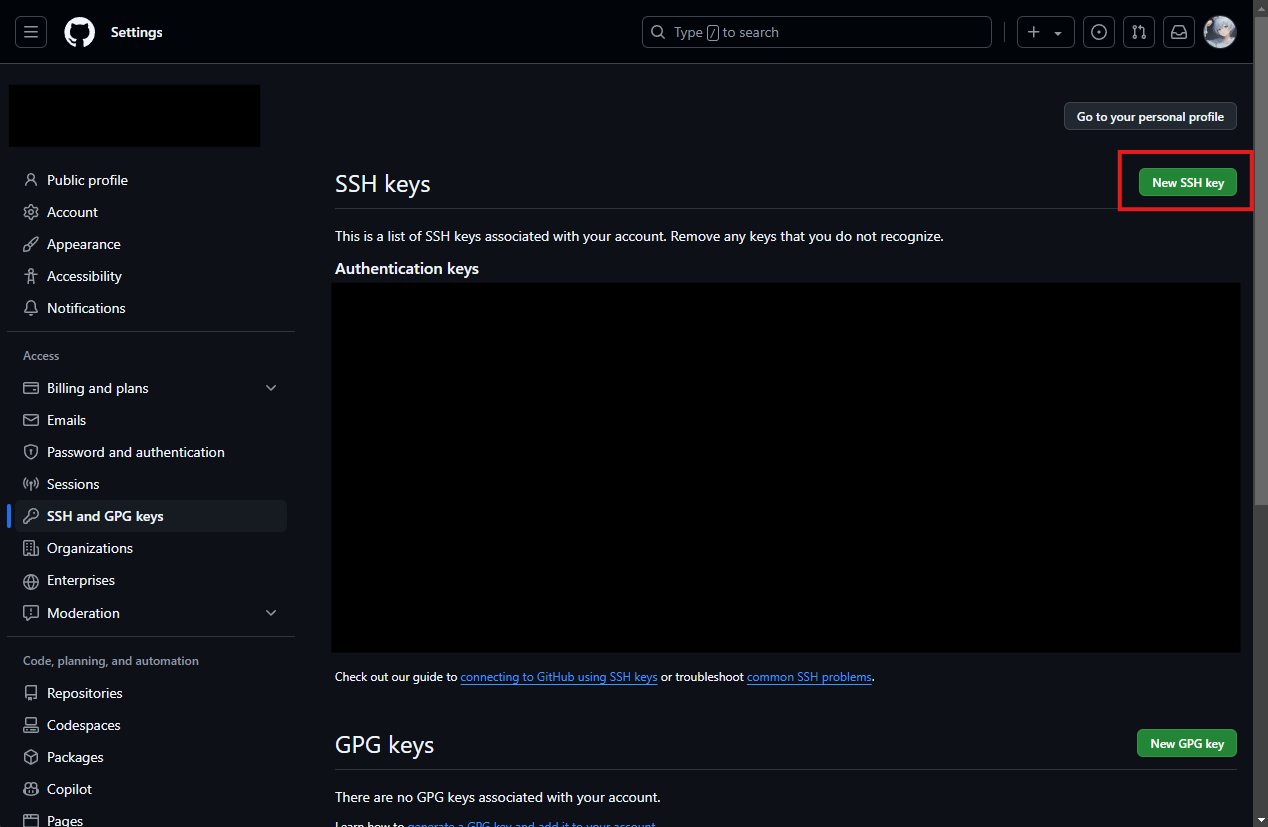 Settings
Type / to search
Go to your personal profile
Public profile
Account
Appearance
Accessibility
Notifications
Access
Billing and plans
Emails
Password and authentication
Sessions
SSH and GPG keys
Organizations
Enterprises
Moderation
Code, planning, and automation
Repositories
Codespaces
Packages
Copilot
Pages
SSH keys
New SSH key
This is a list of SSH keys associated with your account. Remove any keys that you do not recognize.
Authentication keys
Check out our guide to connecting to GitHub using SSH keys or troubleshoot common SSH problems.
GPG keys
New GPG key
There are no GPG keys associated with your account.
Learn how to generate a GPG key and add it to your account